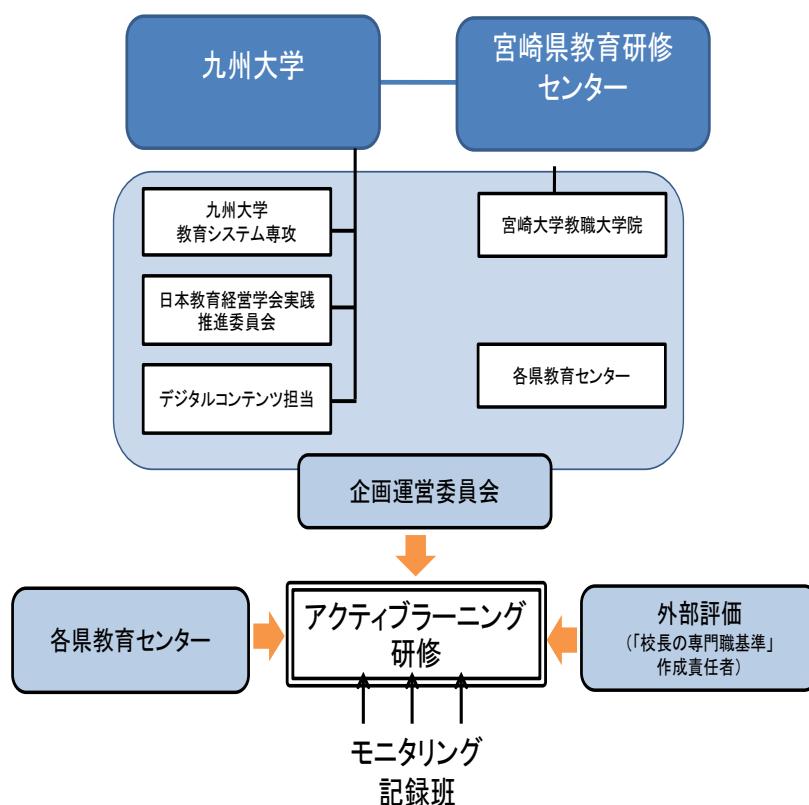 九州大学
宮崎県教育研修
センター
九州大学
教育システム専攻
宮崎大学教職大学院
日本教育経営学会実践
推進委員会
各県教育センター
デジタルコンテンツ担当
企画運営委員会
各県教育センター
アクティブラーニング
研修
外部評価
(「校長の専門職基準」
作成責任者)
モニタリング
記録班